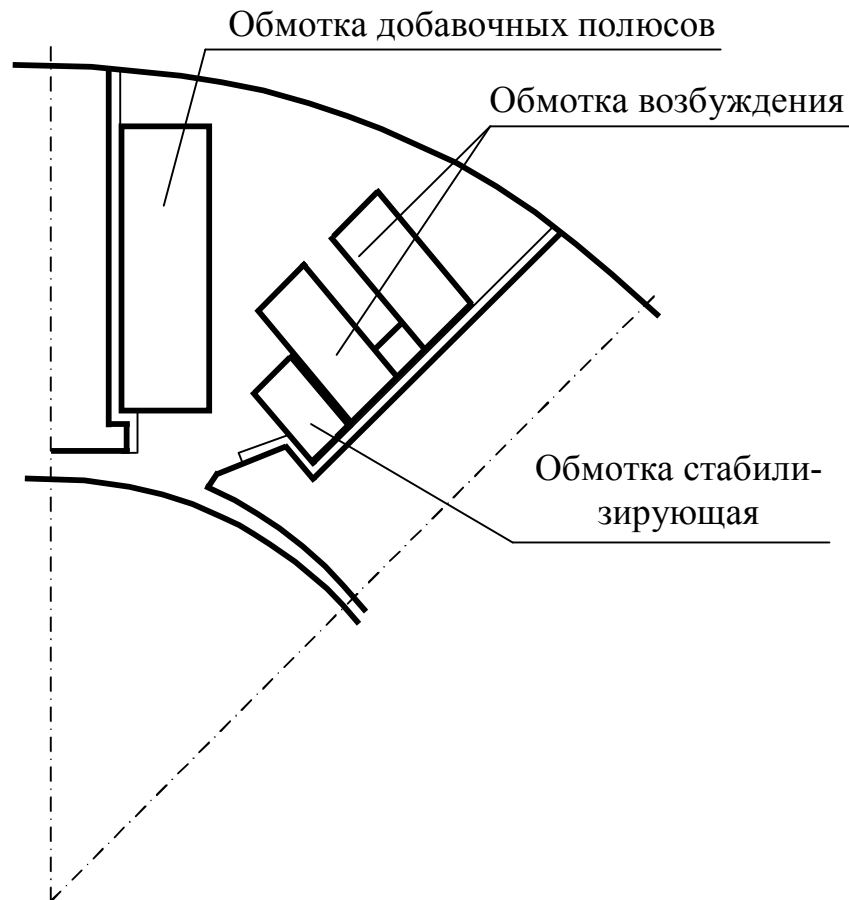 Обмотка добавочных полюсов
Обмотка возбуждения
Обмотка стабили-
зирующая